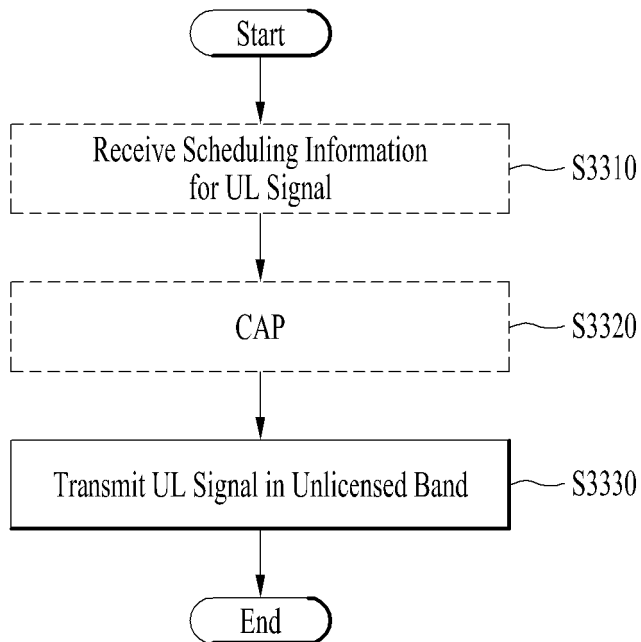 Start
Receive Scheduling Information
for UL Signal
S3310
CAP
S3320
Transmit UL Signal in Unlicensed Band
S3330
End